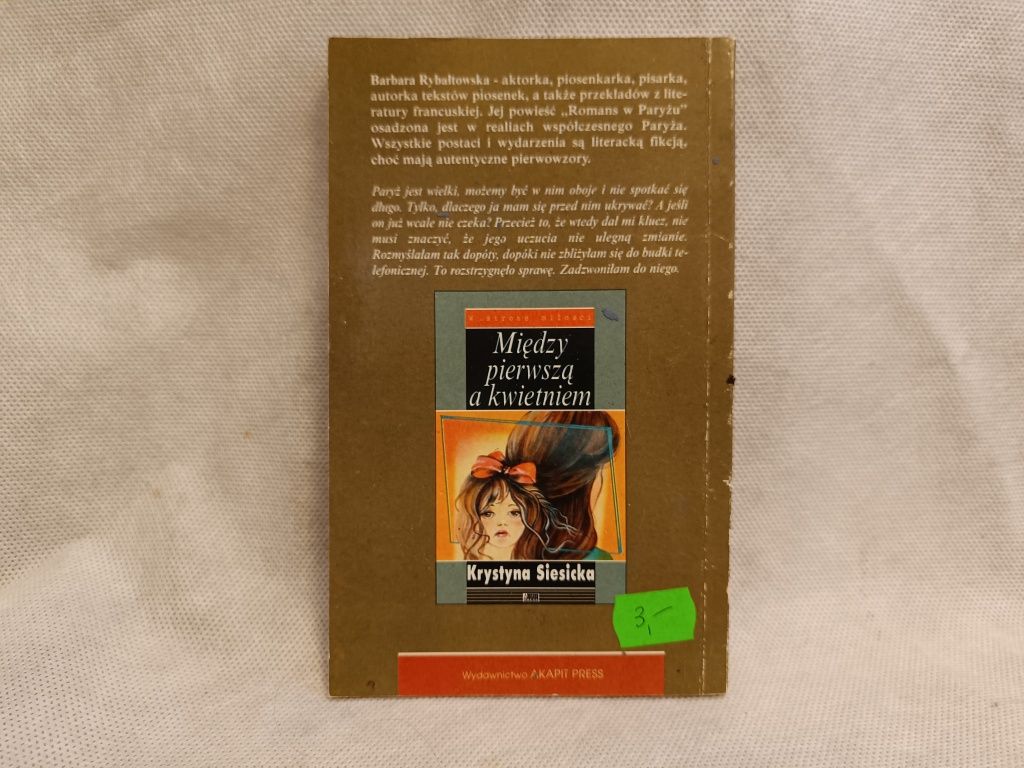 Barbara Rybałtowska - aktorka, piosenkarka, pisarka,
autorka tekstów piosenek, a także przekładów z lite-
ratury francuskiej. Jej powieść „Romans w Paryżu"
osadzona jest w realiach współczesnego Paryża.
Wszystkie postaci i wydarzenia są literacką fikcją,
choć mają autentyczne pierwowzory.
Paryż jest wielki, możemy być w nim oboje i nie spotkać się
długo. Tylko, dlaczego ja mam się przed nim ukrywać? A jeśli
on już wcale nie czeka? Przecież to, że wtedy dał mi klucz, nie
musi znaczyć, że jego uczucia nie ulegną zmianie.
Rozmyślałam tak dopóty, dopóki nie zbliżyłam się do budki te-
lefonicznej. To rozstrzygnęło sprawę. Zadzwoniłam do niego.
W stronę miłości
Między
pierwszą
a kwietniem
Krystyna Siesicka
3,-
Wydawnictwo AKAPIT PRESS